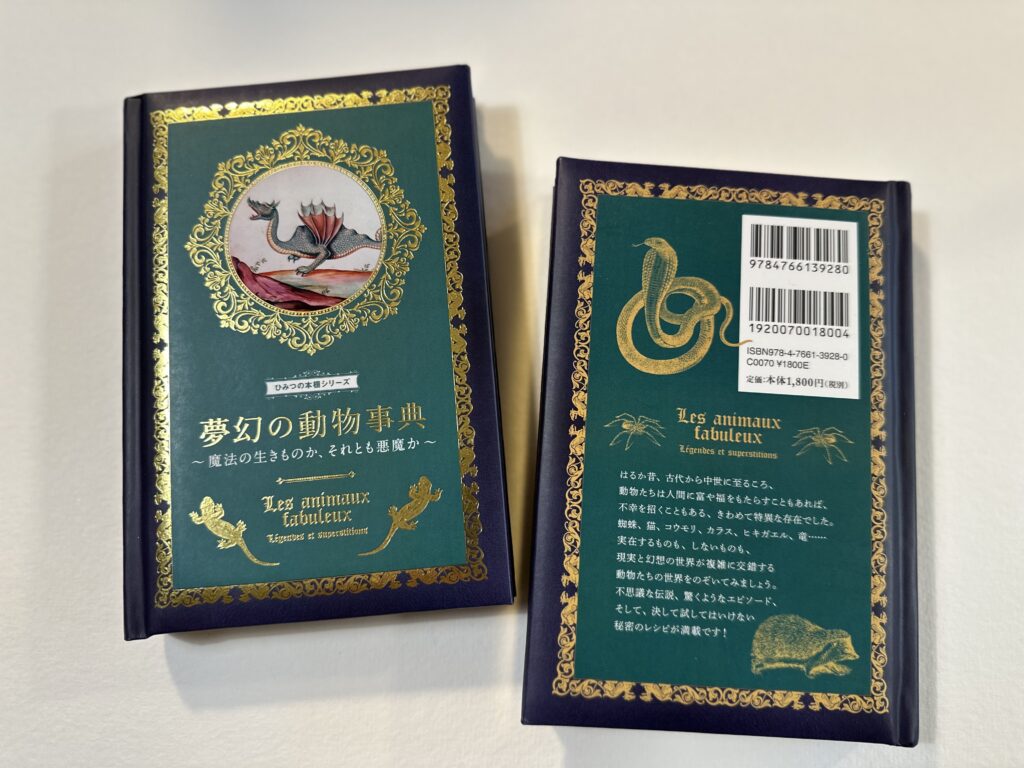 ひみつの本棚シリーズ
夢幻の動物事典
~魔法の生きものか、それとも悪魔か~
Les animaux
fabuleux
Légendes et superstitions
9784766139280
1920070018004
ISBN978-4-7661-3928-0
C0070 ¥1800E
定価:本体1,800円(税別)
Les animaux
fabuleux
Légendes et superstitions
はるか昔、古代から中世に至るころ、
動物たちは人間に富や福をもたらすこともあれば、
不幸を招くこともある、きわめて特異な存在でした。
蜘蛛、猫、コウモリ、カラス、ヒキガエル、竜……
実在するものも、しないものも、
現実と幻想の世界が複雑に交錯する
動物たちの世界をのぞいてみましょう。
不思議な伝説、驚くようなエピソード、
そして、決して試してはいけない
秘密のレシピが満載です!